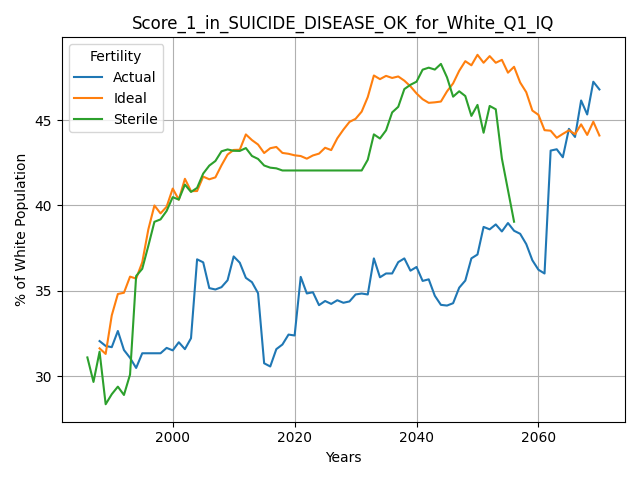 Score_1_in_SUICIDE_DISEASE_OK_for_White_Q1_IQ
Fertility
Actual
Ideal
Sterile
% of White Population
45
40
35
30
2000
2020
2040
2060
Years